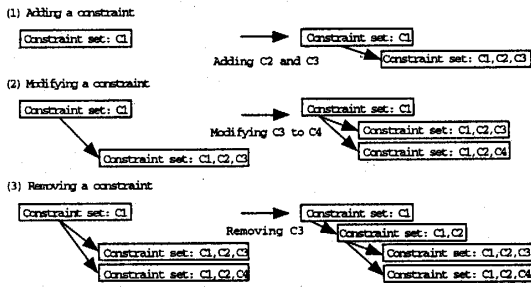 (1) Adding a constraint
Constraint set: C1
Adding C2 and C3
Constraint set: C1
Constraint set: C1,C2,C3
(2) Modifying a constraint
Constraint set: C1
Constraint set: C1,C2,C3
Modifying C3 to C4
Constraint set: C1
Constraint set: C1,C2,C3
Constraint set: C1,C2,C4
(3) Removing a constraint
Constraint set: C1
Constraint set: C1,C2,C3
Constraint set: C1,C2,C4
Removing C3
Constraint set: C1
Constraint set: C1,C2
Constraint set: C1,C2,C3
Constraint set: C1,C2,C4